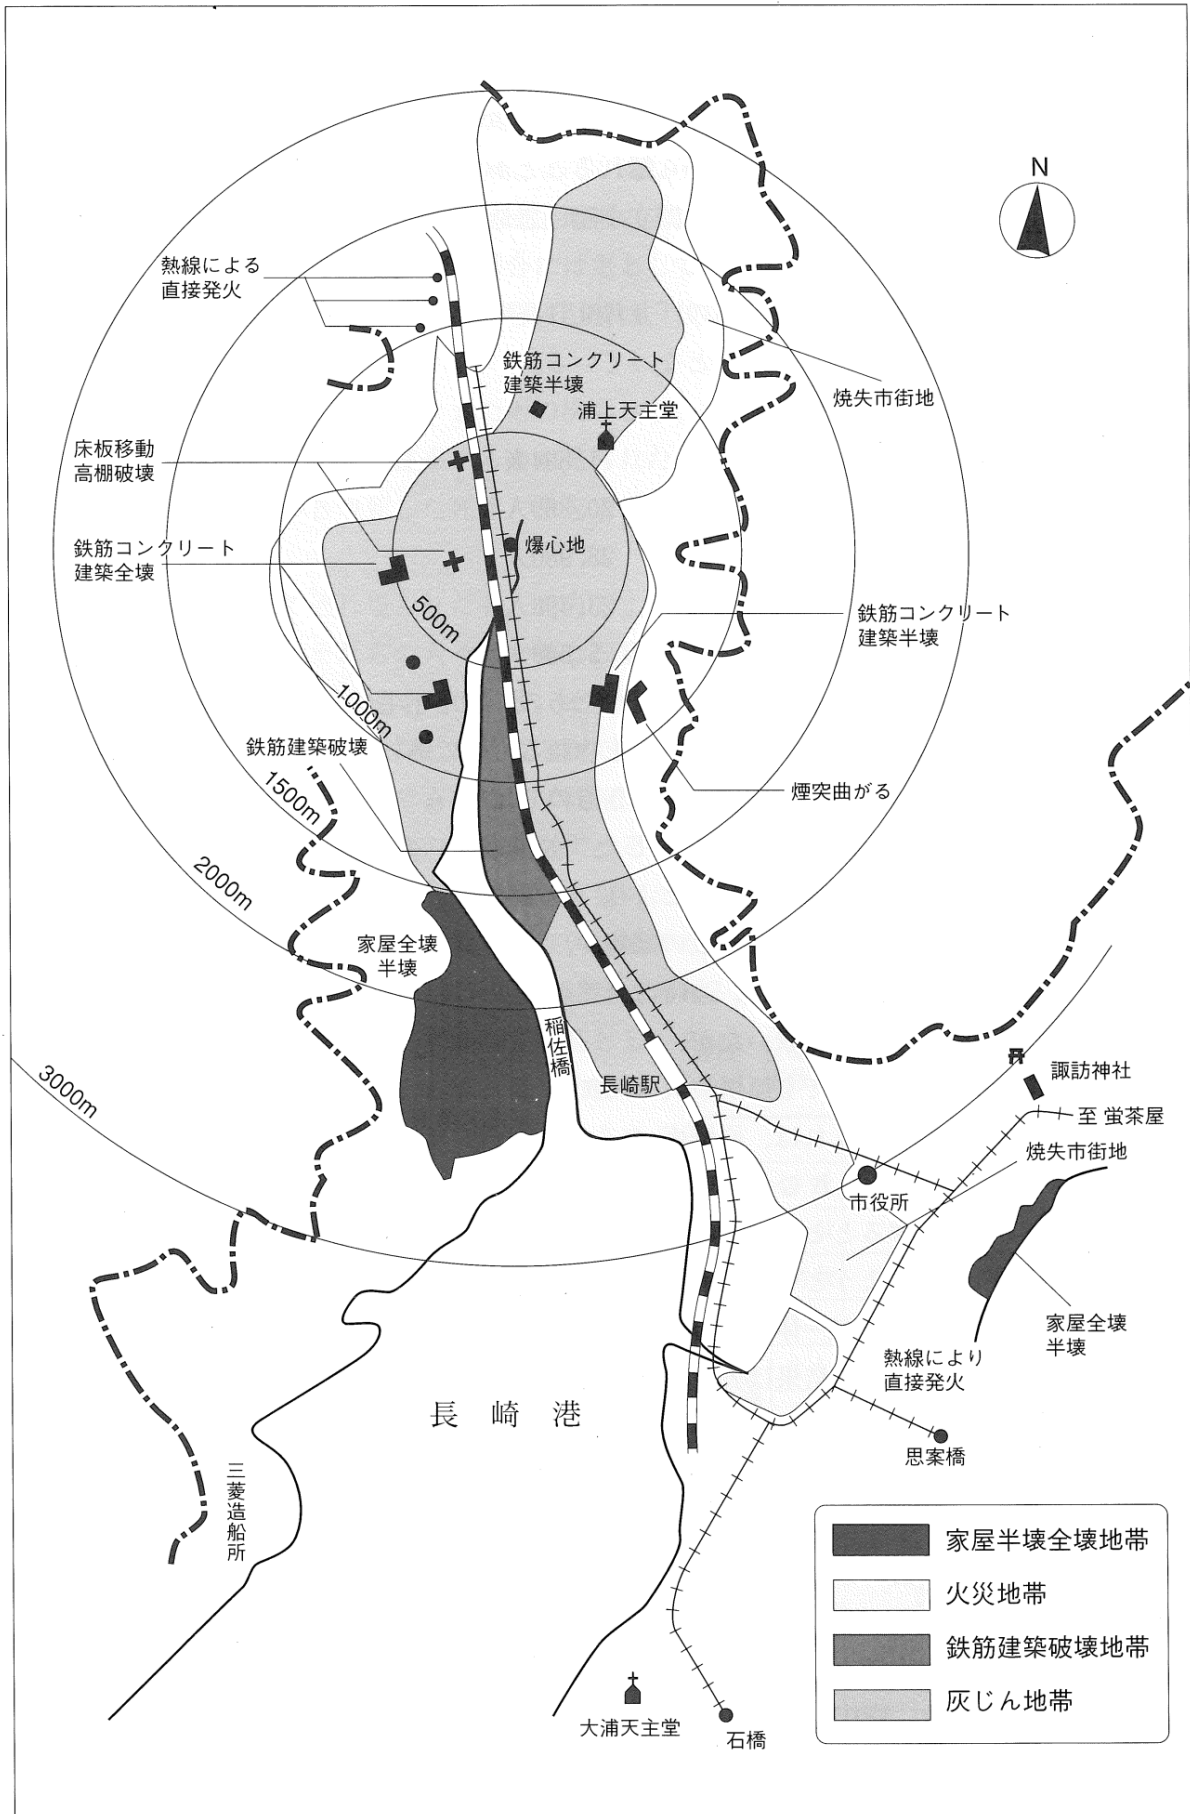 N
熱線による
直接発火
鉄筋コンクリート
建築半壊
浦上天主堂
焼失市街地
床板移動
高棚破壊
鉄筋コンクリート
建築全壊
爆心地
500m
鉄筋コンクリート
建築半壊
1000m
鉄筋建築破壊
煙突曲がる
1500m
2000m
家屋全壊
半壊
稲佐橋
長崎駅
3000m
諏訪神社
至 蛍茶屋
焼失市街地
市役所
家屋全壊
半壊
熱線により
直接発火
長崎港
思案橋
三菱造船所
大浦天主堂
石橋
家屋半壊全壊地帯
火災地帯
鉄筋建築破壊地帯
灰じん地帯